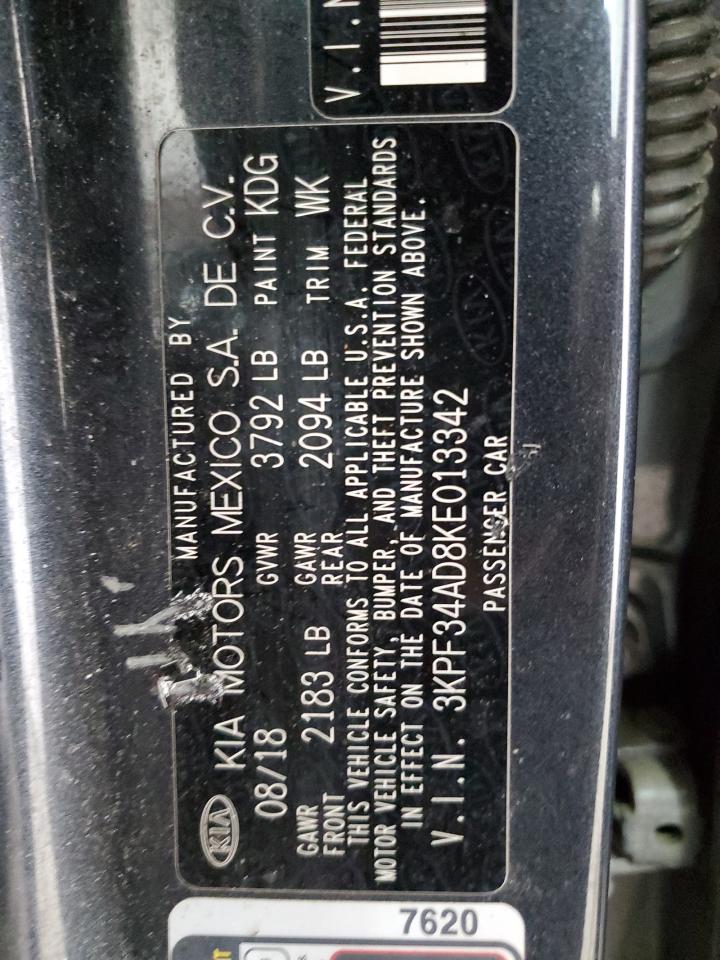 V.I.N
MANUFACTURED BY
KIA KIA MOTORS MEXICO S.A. DE C.V.
08/18 GVWR 3792 LB PAINT KDG
GAWR FRONT 2183 LB GAWR REAR 2094 LB TRIM WK
THIS VEHICLE CONFORMS TO ALL APPLICABLE U.S.A. FEDERAL
MOTOR VEHICLE SAFETY, BUMPER, AND THEFT PREVENTION STANDARDS
IN EFFECT ON THE DATE OF MANUFACTURE SHOWN ABOVE.
V.I.N. 3KPF34AD8KE013342
PASSENGER CAR
7620